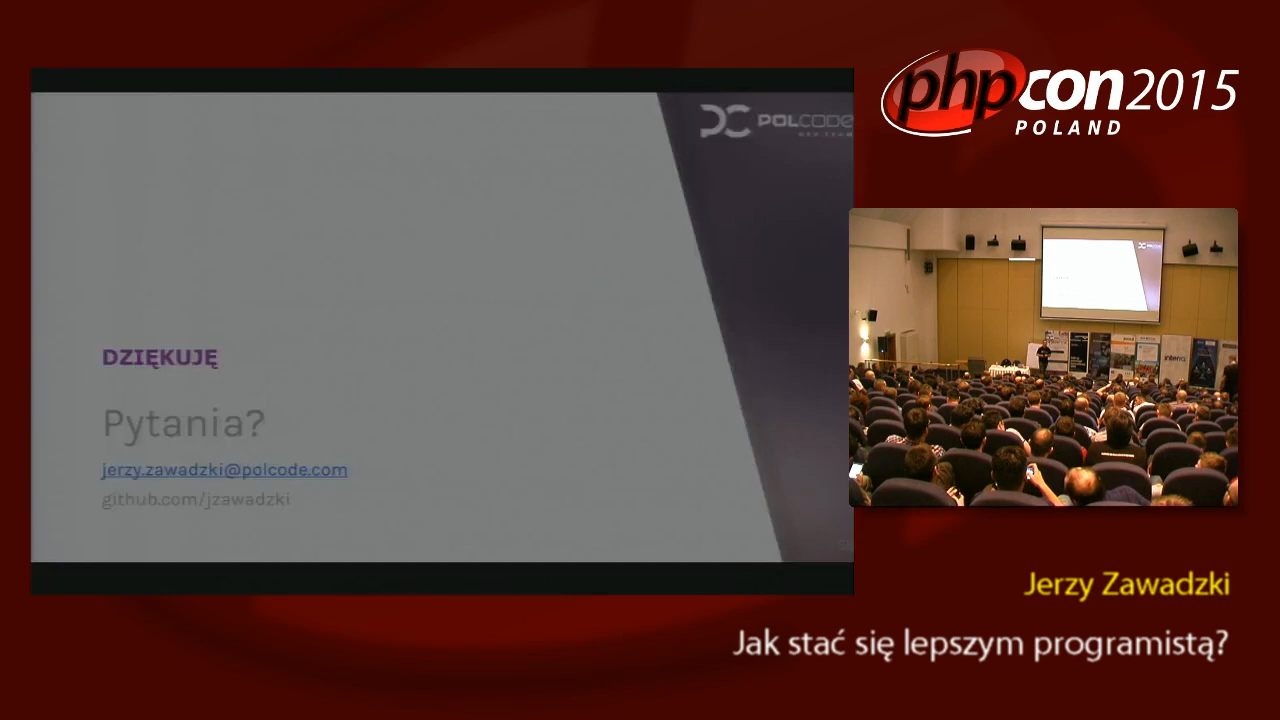 POLCODE
DZIĘKUJĘ
Pytania?
jerzy.zawadzki@polcode.com
github.com/jzawadzki
phpcon2015
POLAND
interia
Jerzy Zawadzki
Jak stać się lepszym programistą?